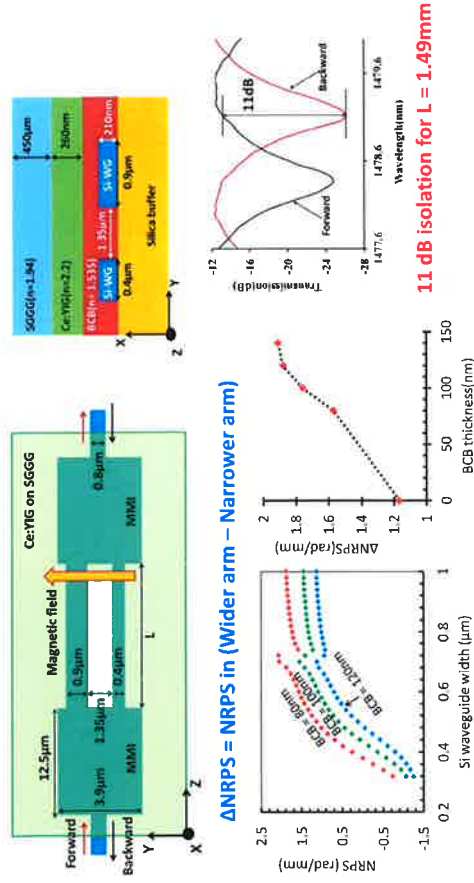 Ce:YIG on SGGG
Forward
Backward
12.5µm
3.9µm
MMI
1.35µm
0.9µm
0.4µm
Magnetic field
L
MMI
0.8µm
Y
X
Z
SGGG(n=1.94)
450µm
Ce:YIG(n=2.2)
260nm
BCB(n= 1.535)
210nm
Si-WG
1.35µm
Si-WG
0.4µm
0.9µm
Silica buffer
X
Z
Y
ΔNRPS = NRPS in (Wider arm – Narrower arm)
NRPS (rad/mm)
2.5
1.5
0.5
-0.5
-1.5
0.2
0.4
0.6
0.8
1
Si waveguide width (µm)
BCB = 80nm
BCB = 100nm
BCB = 120nm
ΔNRPS(rad/mm)
2
1.8
1.6
1.4
1.2
1
0
50
100
150
BCB thickness(nm)
Transmission(dB)
-12
-16
-20
-24
-28
1477.6
1478.6
1479.6
Wavelength(nm)
Forward
Backward
11dB
11 dB isolation for L = 1.49mm